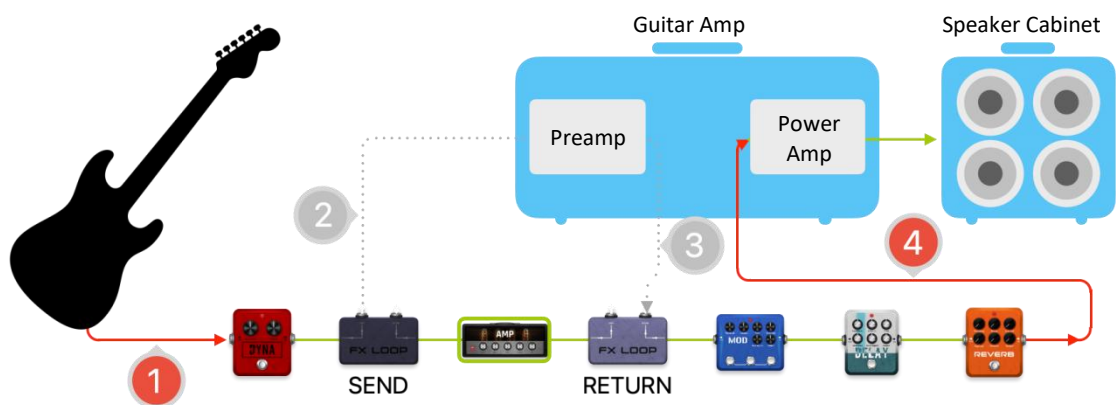 Guitar Amp
Speaker Cabinet
Preamp
Power
Amp
2
3
4
DYNA
FX LOOP
AMP
FX LOOP
MOD
DELAY
REVERB
1
SEND
RETURN